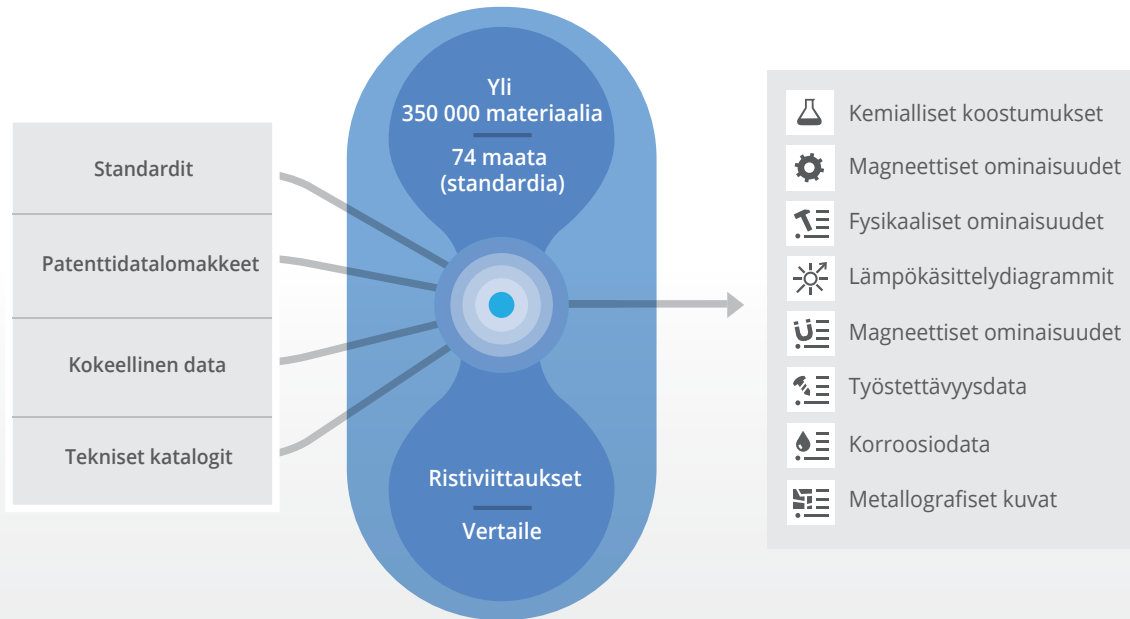 Standardit
Patenttidatalomakkeet
Kokeellinen data
Tekniset katalogit
Yli
350 000 materiaalia
74 maata
(standardia)
Ristiviittaukset
Vertaile
Kemialliset koostumukset
Magneettiset ominaisuudet
Fysikaaliset ominaisuudet
Lämpökäsittelydiagrammit
Magneettiset ominaisuudet
Työstettävyysdata
Korroosiodata
Metallografiset kuvat